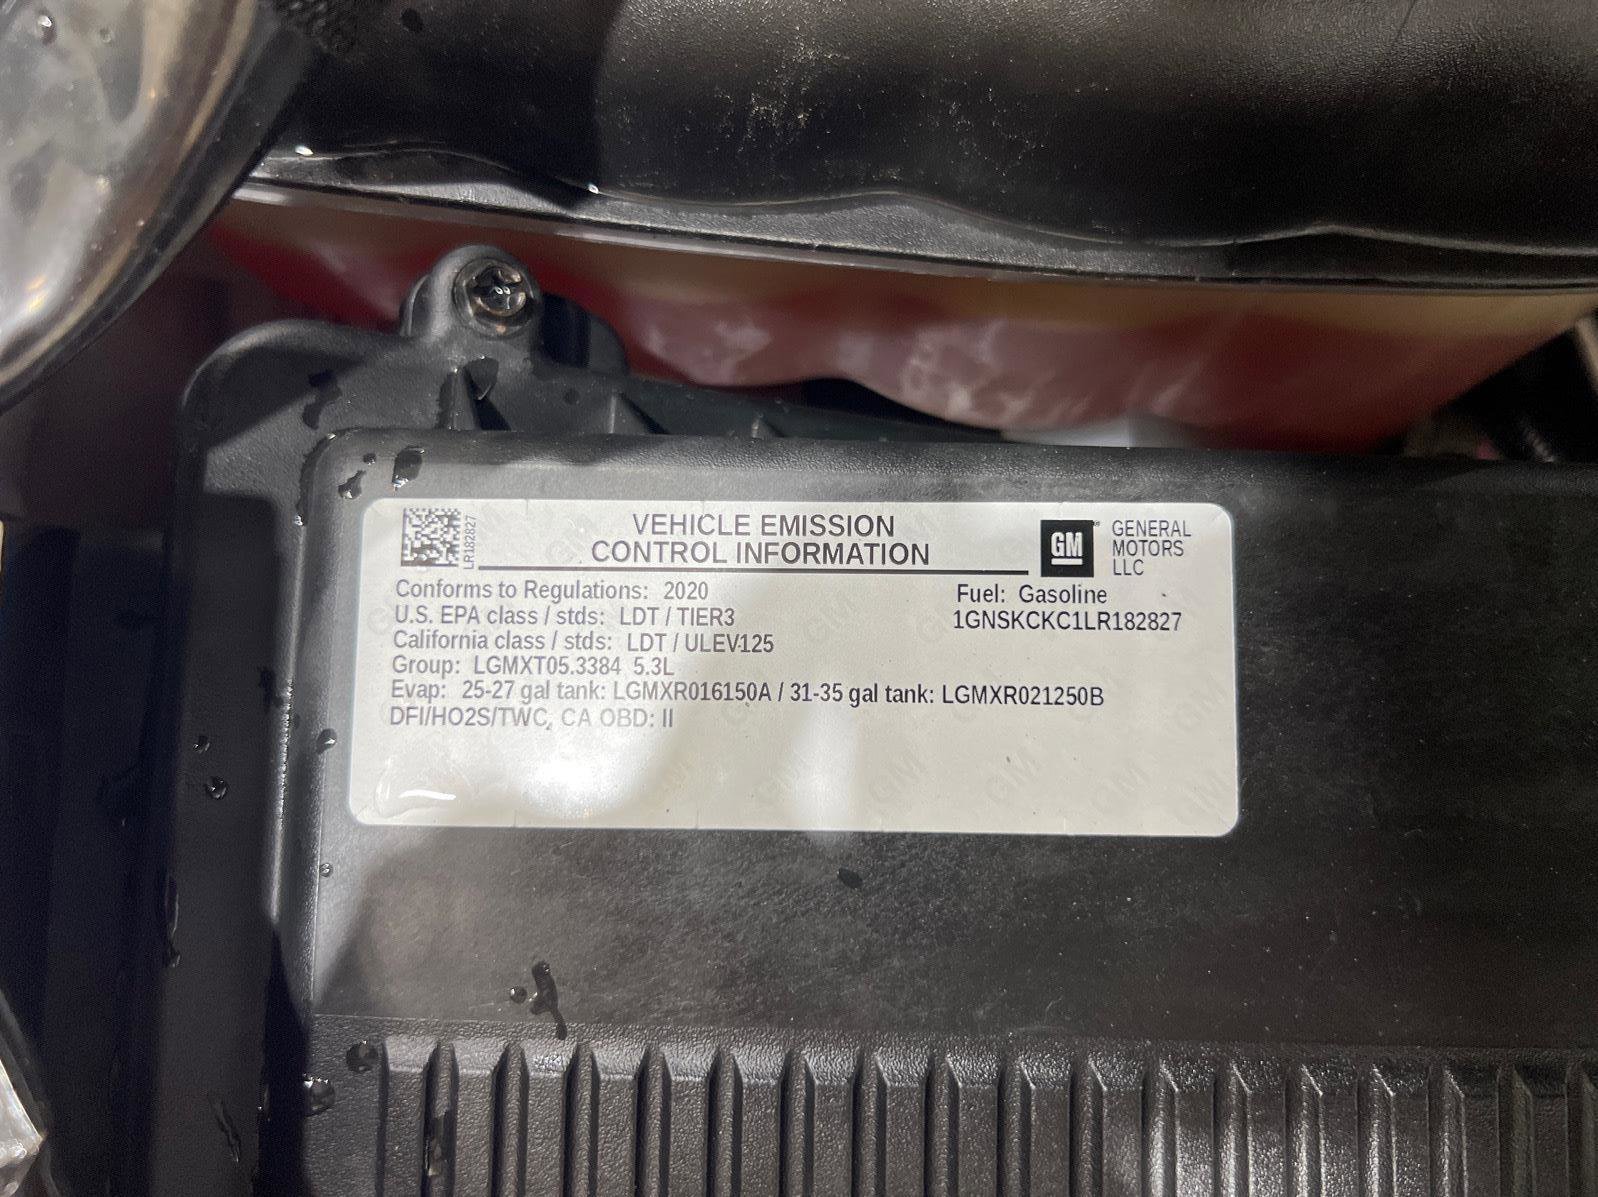 LR182827
VEHICLE EMISSION
CONTROL INFORMATION
GM
GENERAL
MOTORS
LLC
Conforms to Regulations: 2020
Fuel: Gasoline
U.S. EPA class / stds: LDT / TIER3
1GNSKCKC1LR182827
California class / stds: LDT / ULEV125
Group: LGMXT05.3384 5.3L
Evap: 25-27 gal tank: LGMXR016150A / 31-35 gal tank: LGMXR021250B
DFI/HO2S/TWC, CA OBD: II